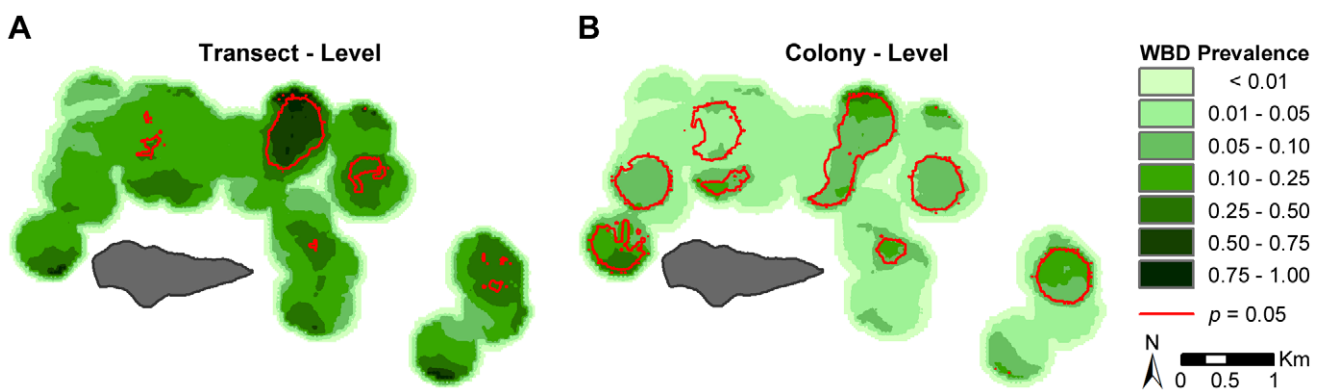 A
Transect - Level
B
Colony - Level
WBD Prevalence
< 0.01
0.01 - 0.05
0.05 - 0.10
0.10 - 0.25
0.25 - 0.50
0.50 - 0.75
0.75 - 1.00
p = 0.05
N
Km
0 0.5 1